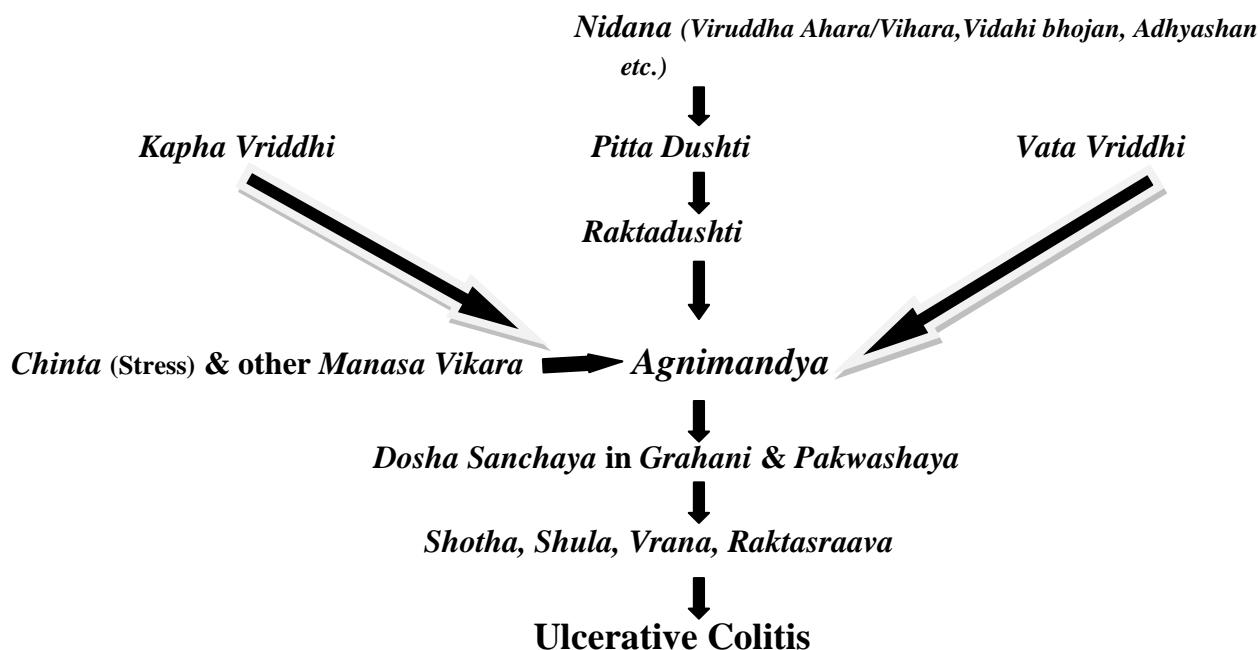 Nidana (Viruddha Ahara/Vihara,Vidahi bhojan, Adhyashan
etc.)
Kapha Vriddhi
Pitta Dushti
Vata Vriddhi
Raktadushti
Chinta (Stress) & other Manasa Vikara
Agnimandya
Dosha Sanchaya in Grahani & Pakwashaya
Shotha, Shula, Vrana, Raktasraava
Ulcerative Colitis